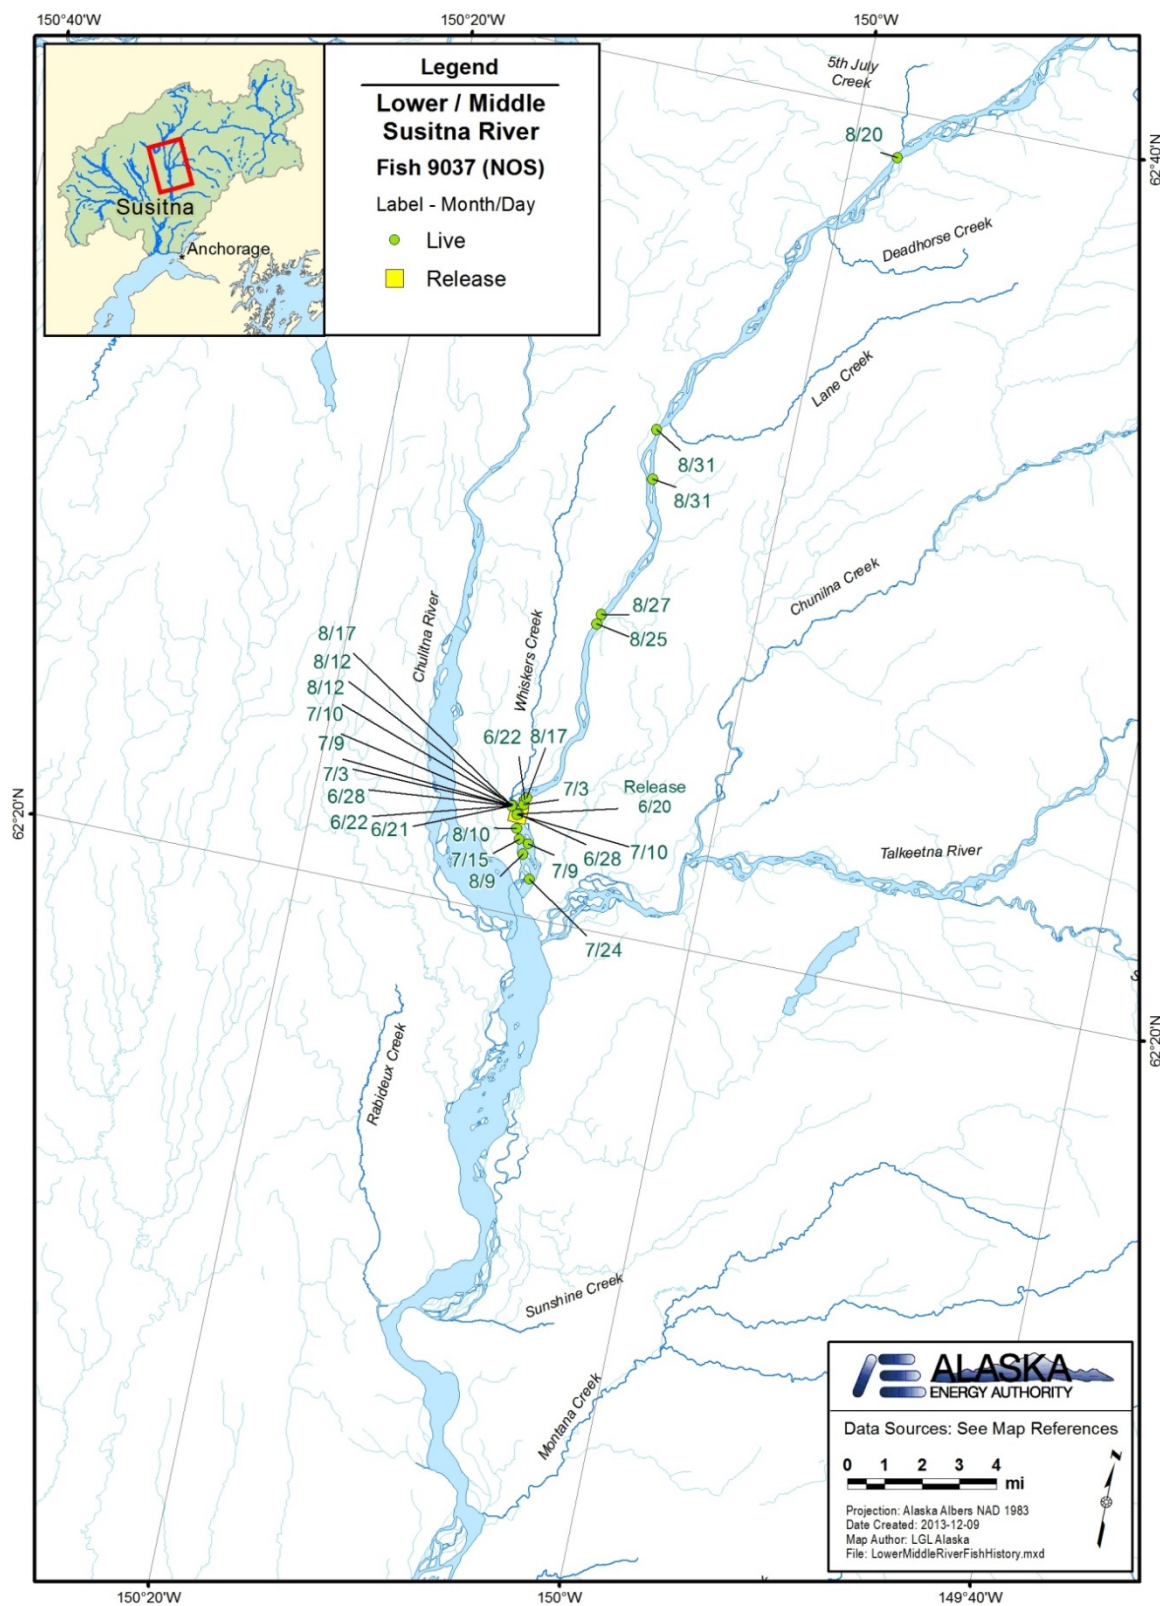 150°40'W
150°20'W
150°W
Legend
Lower / Middle
Susitna River
Fish 9037 (NOS)
Label - Month/Day
Live
Release
Susitna
Anchorage
5th July
Creek
8/20
62°40'N
Deadhorse Creek
Lane Creek
8/31
8/31
Chunilna Creek
8/27
8/25
Chulitna River
Whiskers Creek
8/17
8/12
8/12
7/10
7/9
7/3
6/28
6/22
6/21
6/22
8/17
7/3
Release
6/20
8/10
7/15
8/9
7/9
6/28
7/10
7/24
62°20'N
Talkeetna River
S
62°20'N
Rabideux Creek
Sunshine Creek
Montana Creek
ALASKA
ENERGY AUTHORITY
Data Sources: See Map References
0 1 2 3 4
mi
N
Projection: Alaska Albers NAD 1983
Date Created: 2013-12-09
Map Author: LGL Alaska
File: LowerMiddleRiverFishHistory.mxd
150°20'W
150°W
149°40'W